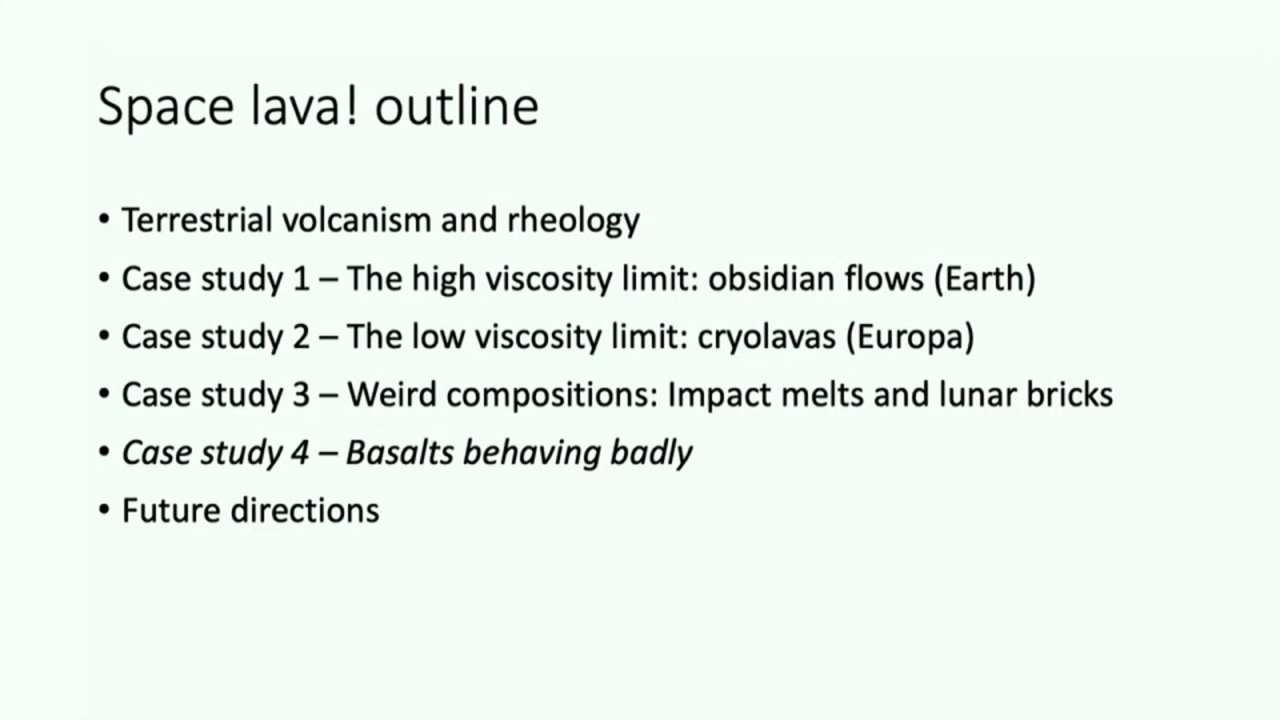 Space lava! outline
• Terrestrial volcanism and rheology
• Case study 1 – The high viscosity limit: obsidian flows (Earth)
• Case study 2 – The low viscosity limit: cryolavas (Europa)
• Case study 3 – Weird compositions: Impact melts and lunar bricks
• Case study 4 – Basalts behaving badly
• Future directions